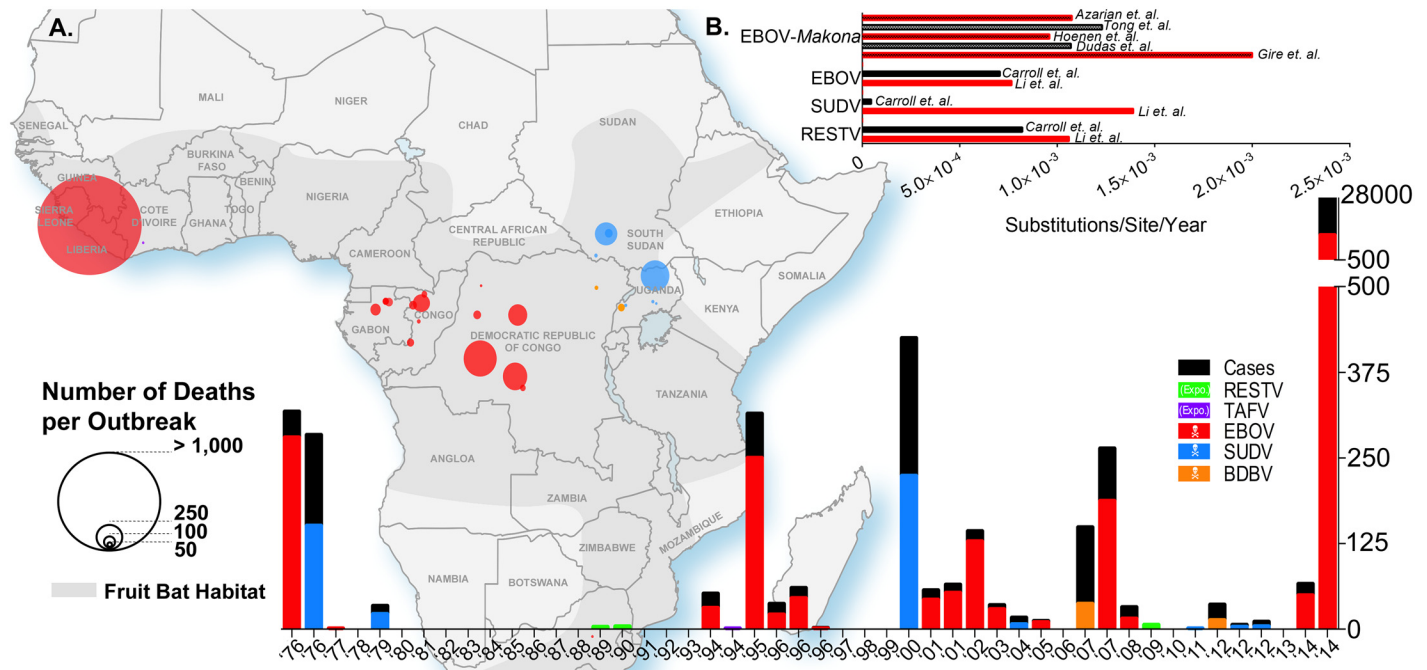 A.
B.
EBOV-Makona
Azarian et. al.
Tong et. al.
Hoenen et. al.
Dudas et. al.
Gire et. al.
EBOV
Carroll et. al.
Li et. al.
SUDV
Carroll et. al.
Li et. al.
RESTV
Carroll et. al.
Li et. al.
0
5.0×10⁻⁴
1.0×10⁻³
1.5×10⁻³
2.0×10⁻³
2.5×10⁻³
Substitutions/Site/Year
MALI
NIGER
CHAD
SUDAN
SENEGAL
BURKINA
FASO
GUINEA
BENIN
NIGERIA
SIERRA
LEONE
COTE
D'IVOIRE
GHANA
TOGO
LIBERIA
ETHIOPIA
CENTRAL AFRICAN
REPUBLIC
SOUTH
SUDAN
CAMEROON
SOMALIA
UGANDA
KENYA
GABON
CONGO
DEMOCRATIC REPUBLIC
OF CONGO
TANZANIA
ANGLOA
ZAMBIA
MOZAMBIQUE
ZIMBABWE
NAMBIA
BOTSWANA
Number of Deaths
per Outbreak
> 1,000
250
100
50
Fruit Bat Habitat
Cases
(Expo.) RESTV
(Expo.) TAFV
EBOV
SUDV
BDBV
28000
500
500
375
250
125
0
'76 '76 '77 '78 '79 '80 '81 '82 '83 '84 '85 '86 '87 '88 '89 '90 '91 '92 '93 '94 '94 '95 '96 '96 '96 '97 '98 '99 '00 '01 '01 '02 '03 '04 '05 '06 '07 '07 '08 '09 '10 '11 '12 '12 '12 '13 '14 '14